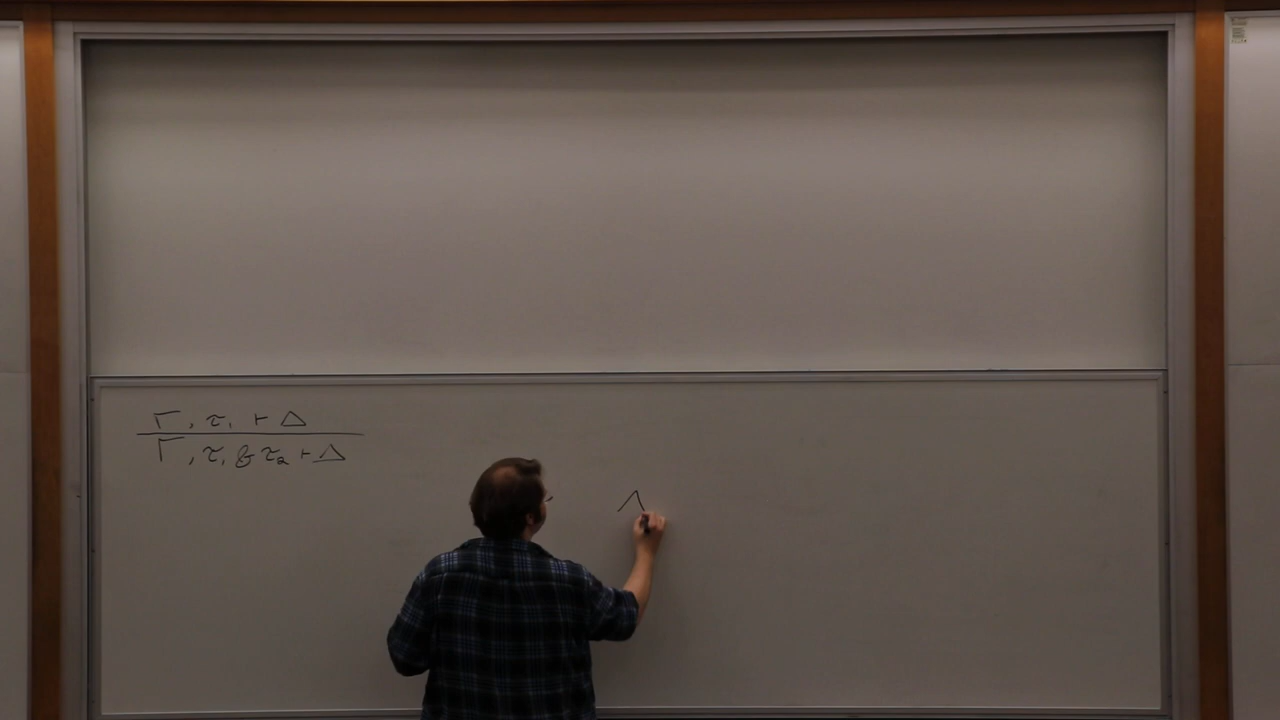 Γ, τ₁ ⊢ Δ
Γ, τ₁ & τ₂ ⊢ Δ
∧